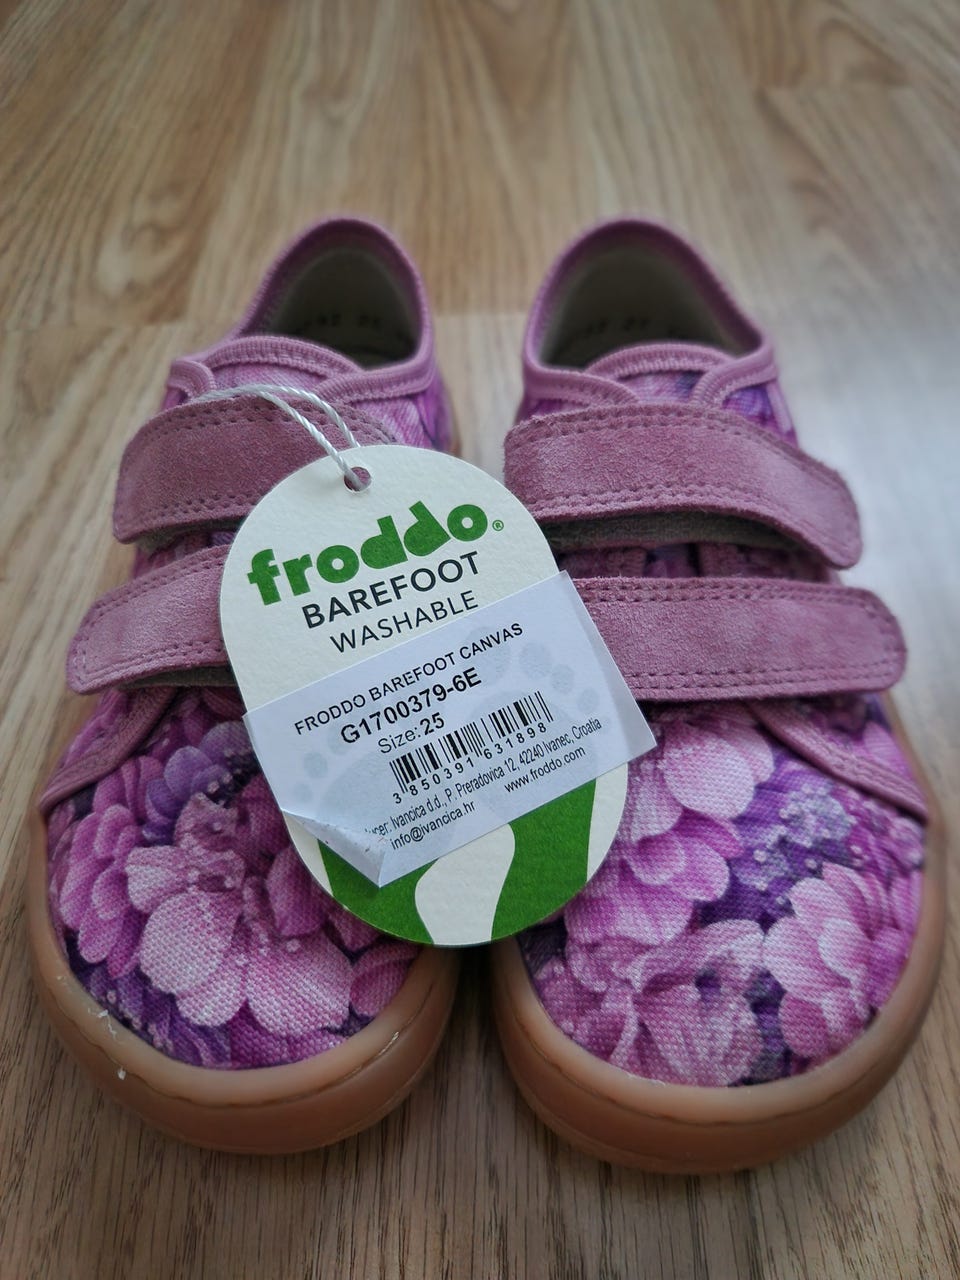 froddo®
BAREFOOT
WASHABLE
FRODDO BAREFOOT CANVAS
G1700379-6E
Size:25
3 850391 631898
Ivancica d.d., P. Preradovica 12, 42240 Ivanec, Croatia
info@ivancica.hr www.froddo.com